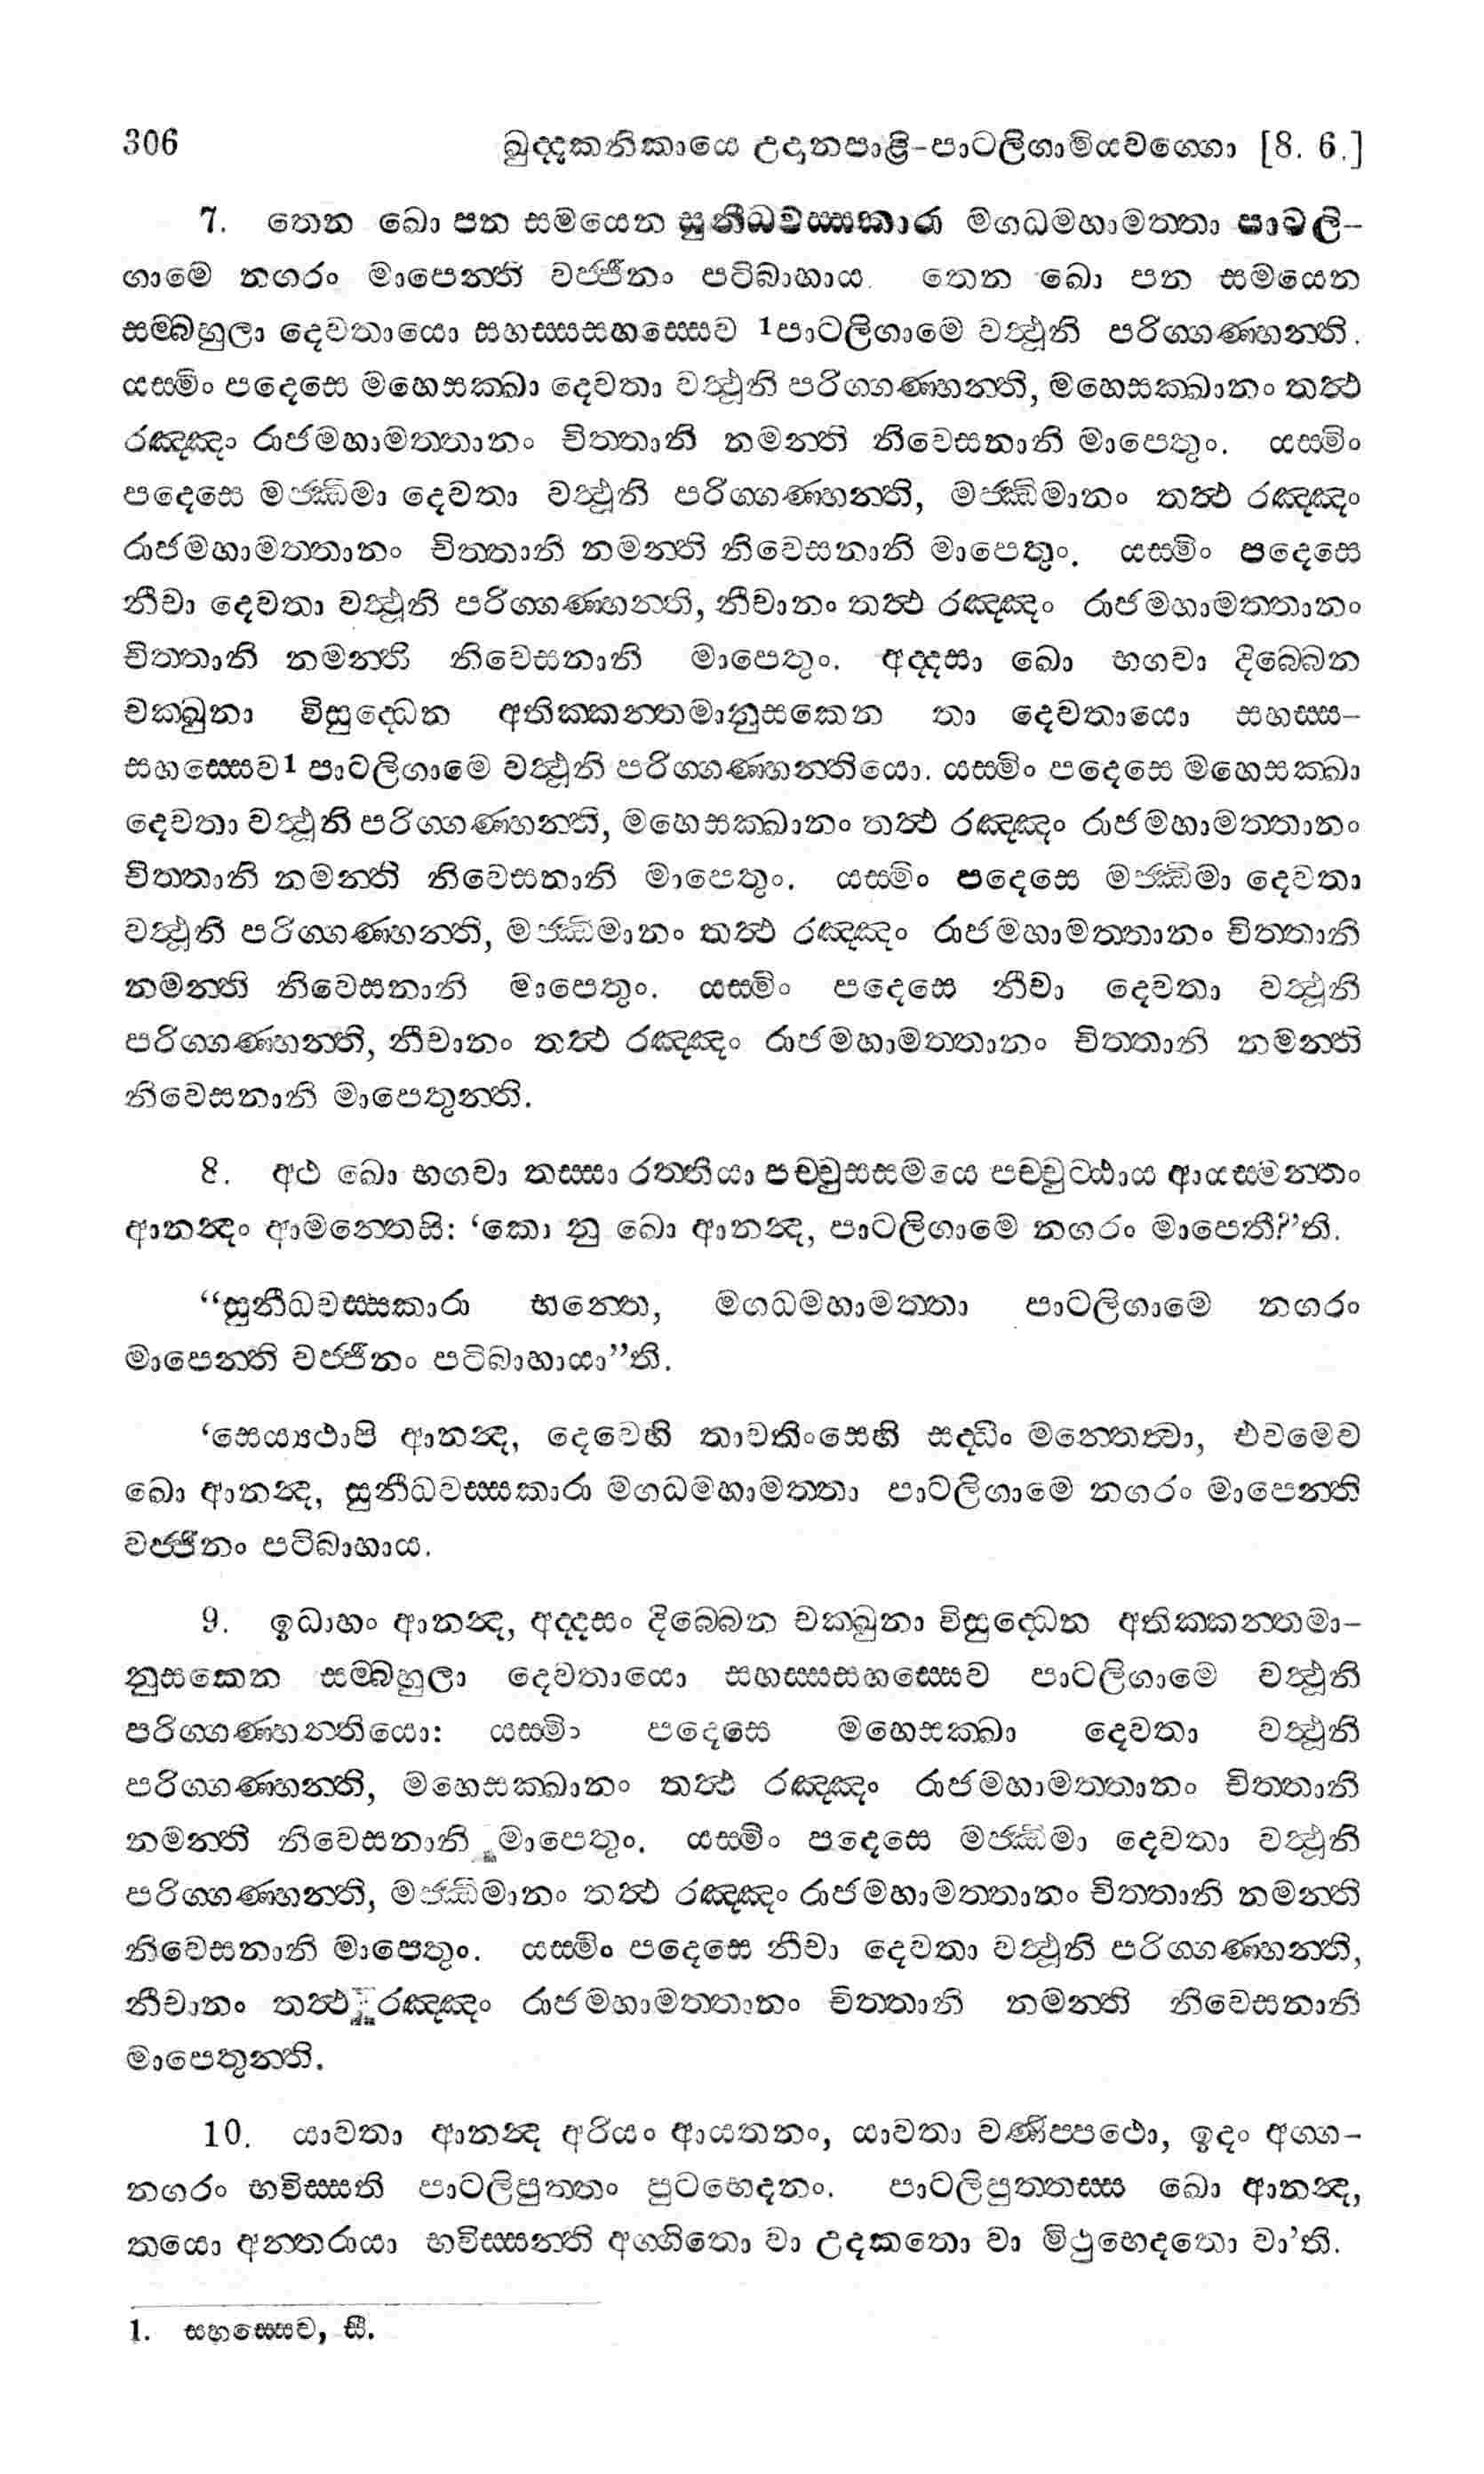 306 ඛුද්දකනිකායෙ උදානපාළි-පාටලිගාමියවග්ගො [8. 6.]
7. තෙන ඛො පන සමයෙන සුනීධවස්සකාරා මගධමහාමත්තා පාටලි-
ගාමෙ නගරං මාපෙන්ති වජ්ජීනං පටිබාහාය. තෙන ඛො පන සමයෙන
සම්බහුලා දෙවතායො සහස්සසහස්සෙව 1පාටලිගාමෙ වත්ථූනි පරිග්ගණ්හන්ති.
යස්මිං පදෙසෙ මහෙසක්ඛා දෙවතා වත්ථූනි පරිග්ගණ්හන්ති, මහෙසක්ඛානං තත්ථ
රඤ්ඤං රාජමහාමත්තානං චිත්තානි නමන්ති නිවෙසනානි මාපෙතුං. යස්මිං
පදෙසෙ මජ්ඣිමා දෙවතා වත්ථූනි පරිග්ගණ්හන්ති, මජ්ඣිමානං තත්ථ රඤ්ඤං
රාජමහාමත්තානං චිත්තානි නමන්ති නිවෙසනානි මාපෙතුං. යස්මිං පදෙසෙ
නීචා දෙවතා වත්ථූනි පරිග්ගණ්හන්ති, නීචානං තත්ථ රඤ්ඤං රාජමහාමත්තානං
චිත්තානි නමන්ති නිවෙසනානි මාපෙතුං. අද්දසා ඛො භගවා දිබ්බෙන
චක්ඛුනා විසුද්ධෙන අතික්කන්තමානුසකෙන තා දෙවතායො සහස්ස-
සහස්සෙව1 පාටලිගාමෙ වත්ථූනි පරිග්ගණ්හන්තියො. යස්මිං පදෙසෙ මහෙසක්ඛා
දෙවතා වත්ථූනි පරිග්ගණ්හන්ති, මහෙසක්ඛානං තත්ථ රඤ්ඤං රාජමහාමත්තානං
චිත්තානි නමන්ති නිවෙසනානි මාපෙතුං. යස්මිං පදෙසෙ මජ්ඣිමා දෙවතා
වත්ථූනි පරිග්ගණ්හන්ති, මජ්ඣිමානං තත්ථ රඤ්ඤං රාජමහාමත්තානං චිත්තානි
නමන්ති නිවෙසනානි මාපෙතුං. යස්මිං පදෙසෙ නීචා දෙවතා වත්ථූනි
පරිග්ගණ්හන්ති, නීචානං තත්ථ රඤ්ඤං රාජමහාමත්තානං චිත්තානි නමන්ති
නිවෙසනානි මාපෙතුන්ති.
8. අථ ඛො භගවා තස්සා රත්තියා පච්චුසසමයෙ පච්චුට්ඨාය ආයස්මන්තං
ආනන්දං ආමන්තෙසි: ‘කො නු ඛො ආනන්ද, පාටලිගාමෙ නගරං මාපෙතී?’ති.
“සුනීධවස්සකාරා භන්තෙ, මගධමහාමත්තා පාටලිගාමෙ නගරං
මාපෙන්ති වජ්ජීනං පටිබාහායා”ති.
‘සෙය්‍යථාපි ආනන්ද, දෙවෙහි තාවතිංසෙහි සද්ධිං මන්තෙත්වා, එවමෙව
ඛො ආනන්ද, සුනීධවස්සකාරා මගධමහාමත්තා පාටලිගාමෙ නගරං මාපෙන්ති
වජ්ජීනං පටිබාහාය.
9. ඉධාහං ආනන්ද, අද්දසං දිබ්බෙන චක්ඛුනා විසුද්ධෙන අතික්කන්තමා-
නුසකෙන සම්බහුලා දෙවතායො සහස්සසහස්සෙව පාටලිගාමෙ වත්ථූනි
පරිග්ගණ්හන්තියො: යස්මිං පදෙසෙ මහෙසක්ඛා දෙවතා වත්ථූනි
පරිග්ගණ්හන්ති, මහෙසක්ඛානං තත්ථ රඤ්ඤං රාජමහාමත්තානං චිත්තානි
නමන්ති නිවෙසනානි මාපෙතුං. යස්මිං පදෙසෙ මජ්ඣිමා දෙවතා වත්ථූනි
පරිග්ගණ්හන්ති, මජ්ඣිමානං තත්ථ රඤ්ඤං රාජමහාමත්තානං චිත්තානි නමන්ති
නිවෙසනානි මාපෙතුං. යස්මිං පදෙසෙ නීචා දෙවතා වත්ථූනි පරිග්ගණ්හන්ති,
නීචානං තත්ථ රඤ්ඤං රාජමහාමත්තානං චිත්තානි නමන්ති නිවෙසනානි
මාපෙතුන්ති.
10. යාවතා ආනන්ද අරියං ආයතනං, යාවතා වණිප්පථො, ඉදං අග්ග-
නගරං භවිස්සති පාටලිපුත්තං පුටභෙදනං. පාටලිපුත්තස්ස ඛො ආනන්ද,
තයො අන්තරායා භවිස්සන්ති අග්ගිතො වා උදකතො වා මිථුභෙදතො වා’ති.
1. සහස්සෙව, සී.